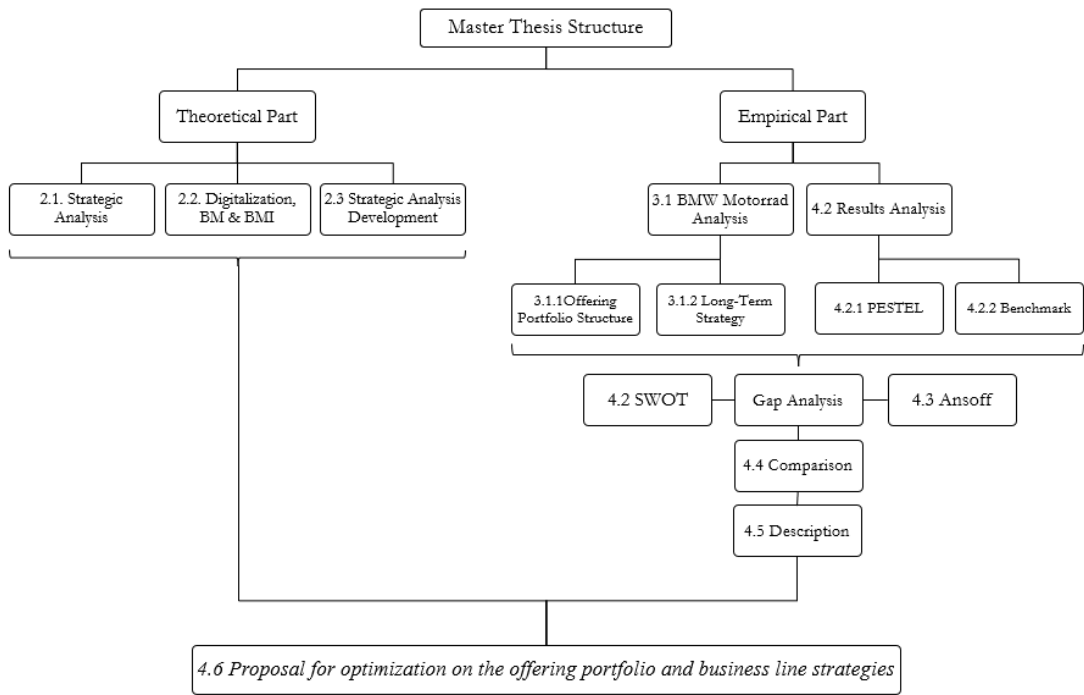 Master Thesis Structure
Theoretical Part
Empirical Part
2.1. Strategic
Analysis
2.2. Digitalization,
BM & BMI
2.3 Strategic Analysis
Development
3.1 BMW Motorrad
Analysis
4.2 Results Analysis
3.1.1Offering
Portfolio Structure
3.1.2 Long-Term
Strategy
4.2.1 PESTEL
4.2.2 Benchmark
4.2 SWOT
Gap Analysis
4.3 Ansoff
4.4 Comparison
4.5 Description
4.6 Proposal for optimization on the offering portfolio and business line strategies